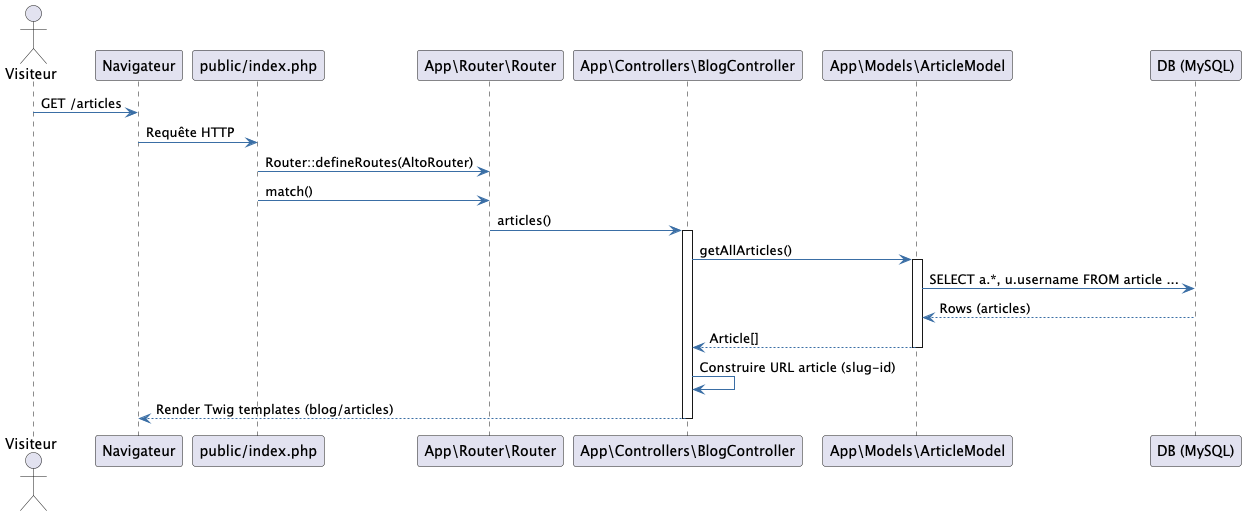 Visiteur
Navigateur
public/index.php
App\Router\Router
App\Controllers\BlogController
App\Models\ArticleModel
DB (MySQL)
GET /articles
Requête HTTP
Router::defineRoutes(AltoRouter)
match()
articles()
getAllArticles()
SELECT a.*, u.username FROM article ...
Rows (articles)
Article[]
Construire URL article (slug-id)
Render Twig templates (blog/articles)
Visiteur
Navigateur
public/index.php
App\Router\Router
App\Controllers\BlogController
App\Models\ArticleModel
DB (MySQL)